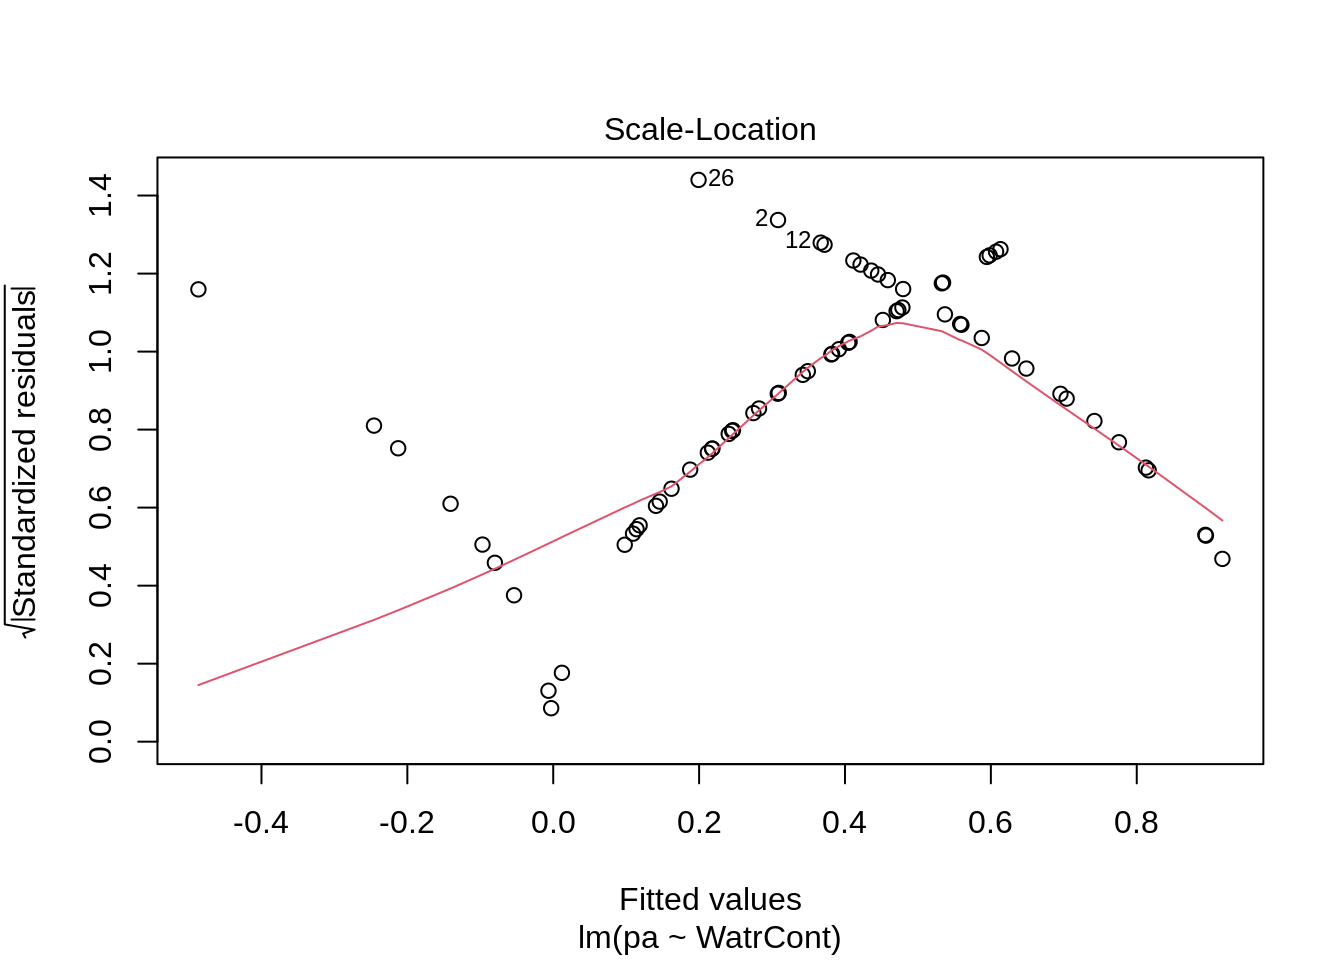 Scale-Location
√|Standardized residuals|
1.4
1.2
1.0
0.8
0.6
0.4
0.2
0.0
26
2
12
-0.4 -0.2 0.0 0.2 0.4 0.6 0.8
Fitted values
lm(pa ~ WatrCont)